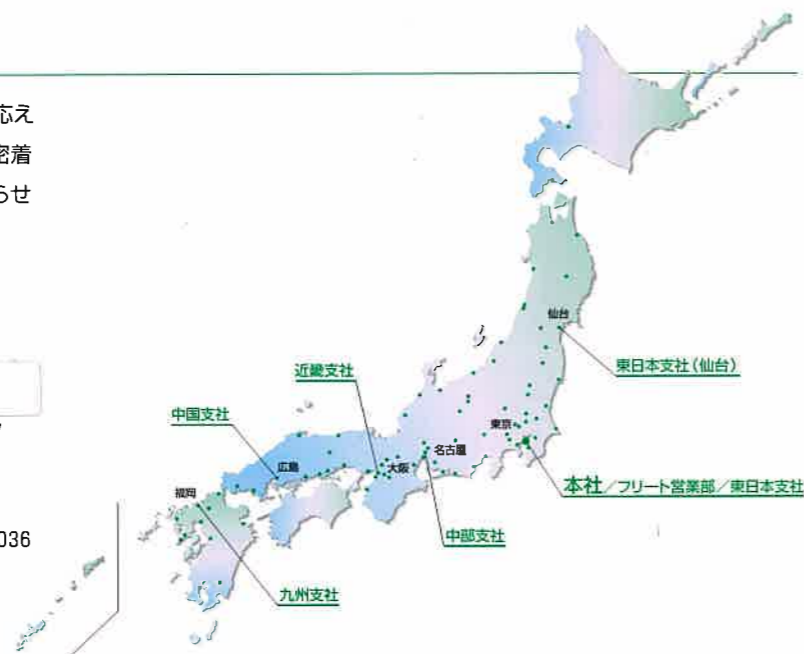 応え
密着
らせ
036
仙台
東日本支社(仙台)
近畿支社
中国支社
東京
名古屋
大阪
広島
本社/フリート営業部/東日本支社
福岡
中部支社
九州支社